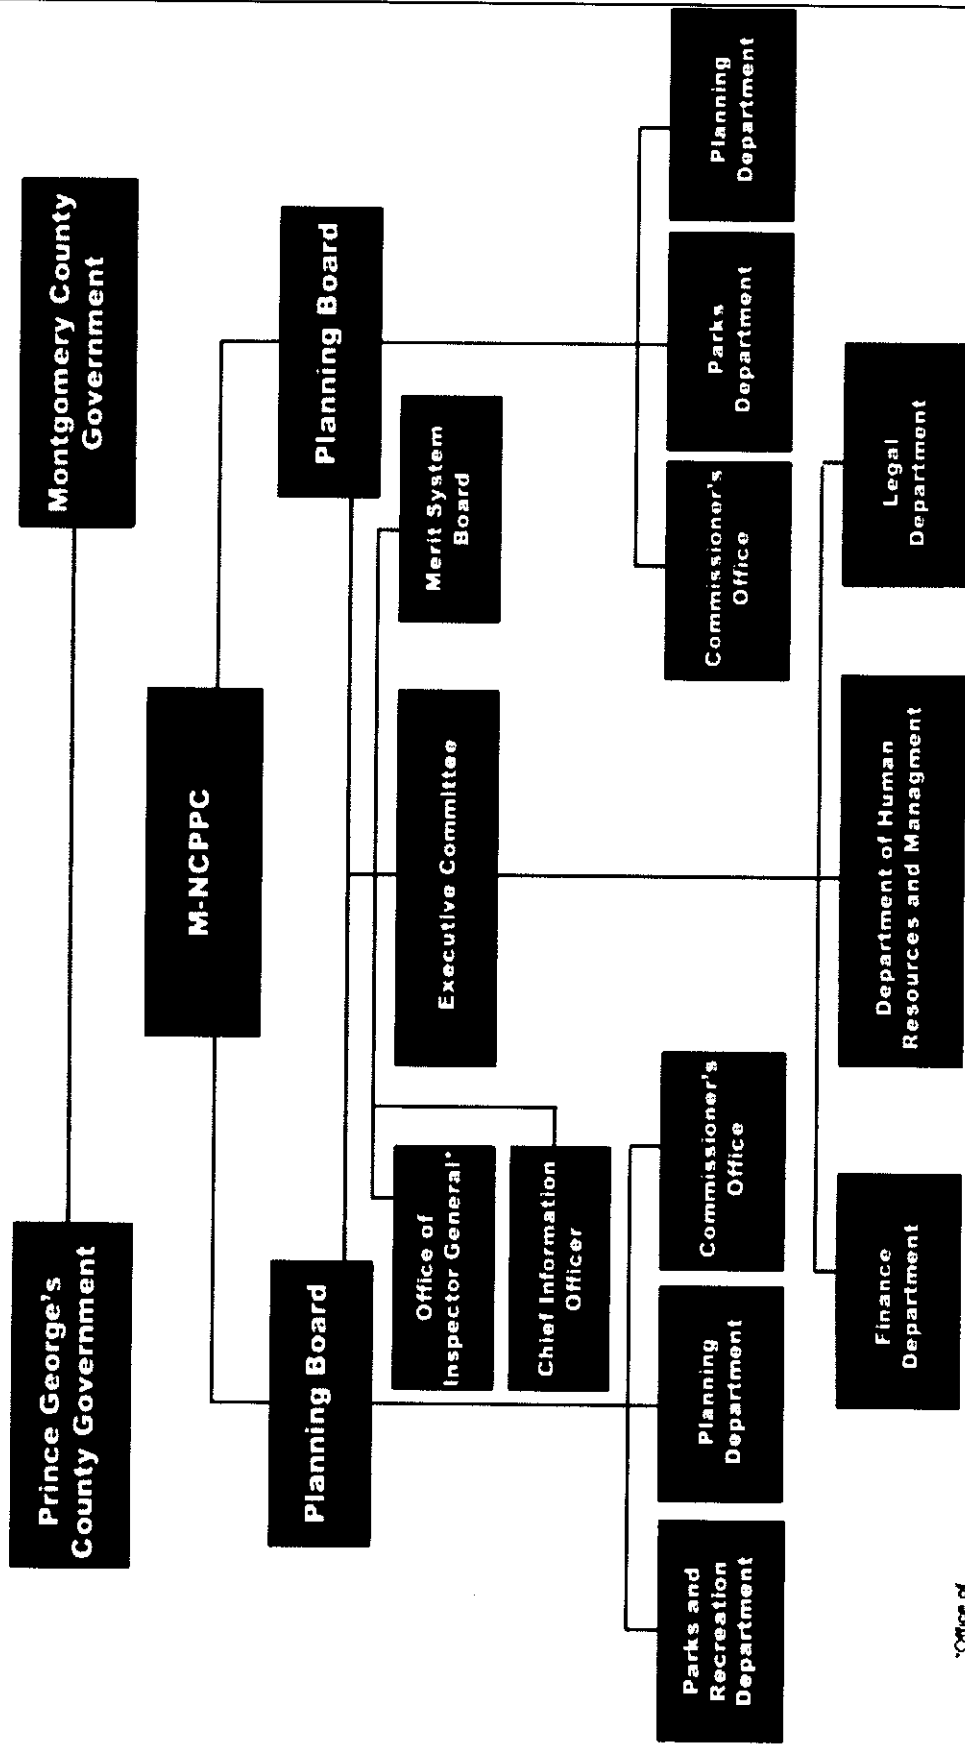 Prince George's
County Government
Montgomery County
Government
M-NCPPC
Planning Board
Planning Board
Office of
Inspector General*
Executive Committee
Merit System
Board
Chief Information
Officer
Parks and
Recreation
Department
Planning
Department
Commissioner's
Office
Commissioner's
Office
Parks
Department
Planning
Department
Finance
Department
Department of Human
Resources and Managment
Legal
Department
*Office of